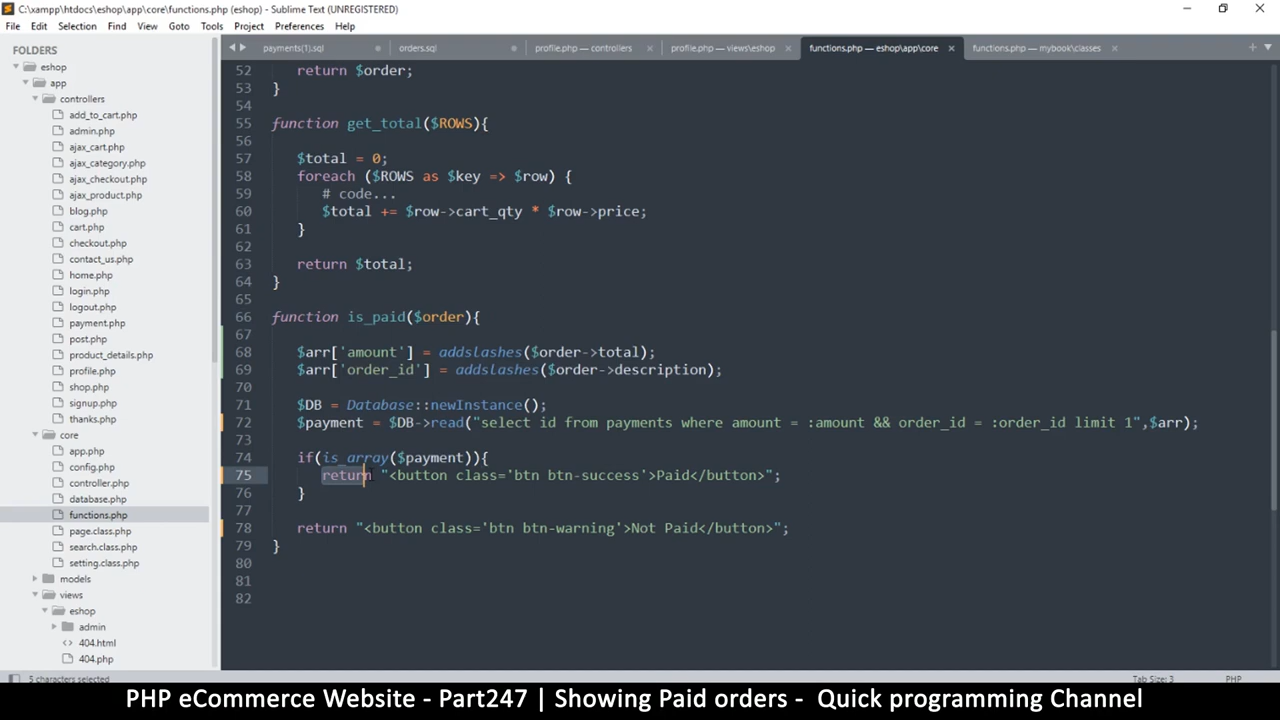 C:\xampp\htdocs\eshop\app\core\functions.php (eshop) - Sublime Text (UNREGISTERED)
File Edit Selection Find View Goto Tools Project Preferences Help
FOLDERS
eshop
app
controllers
add_to_cart.php
admin.php
ajax_cart.php
ajax_category.php
ajax_checkout.php
ajax_product.php
blog.php
cart.php
checkout.php
contact_us.php
home.php
login.php
logout.php
payment.php
post.php
product_details.php
profile.php
shop.php
signup.php
thanks.php
core
app.php
config.php
controller.php
database.php
functions.php
page.class.php
search.class.php
setting.class.php
models
views
eshop
admin
404.html
404.php
payments(1).sql orders.sql profile.php — controllers profile.php — views\eshop functions.php — eshop\app\core functions.php — mybook\classes
52 return $order;
53 }
54
55 function get_total($ROWS){
56
57 $total = 0;
58 foreach ($ROWS as $key => $row) {
59 # code...
60 $total += $row->cart_qty * $row->price;
61 }
62
63 return $total;
64 }
65
66 function is_paid($order){
67
68 $arr['amount'] = addslashes($order->total);
69 $arr['order_id'] = addslashes($order->description);
70
71 $DB = Database::newInstance();
72 $payment = $DB->read("select id from payments where amount = :amount && order_id = :order_id limit 1",$arr);
73
74 if(is_array($payment)){
75 return "<button class='btn btn-success'>Paid</button>";
76 }
77
78 return "<button class='btn btn-warning'>Not Paid</button>";
79 }
80
81
82
5 characters selected Tab Size: 3 PHP
PHP eCommerce Website - Part247 | Showing Paid orders - Quick programming Channel